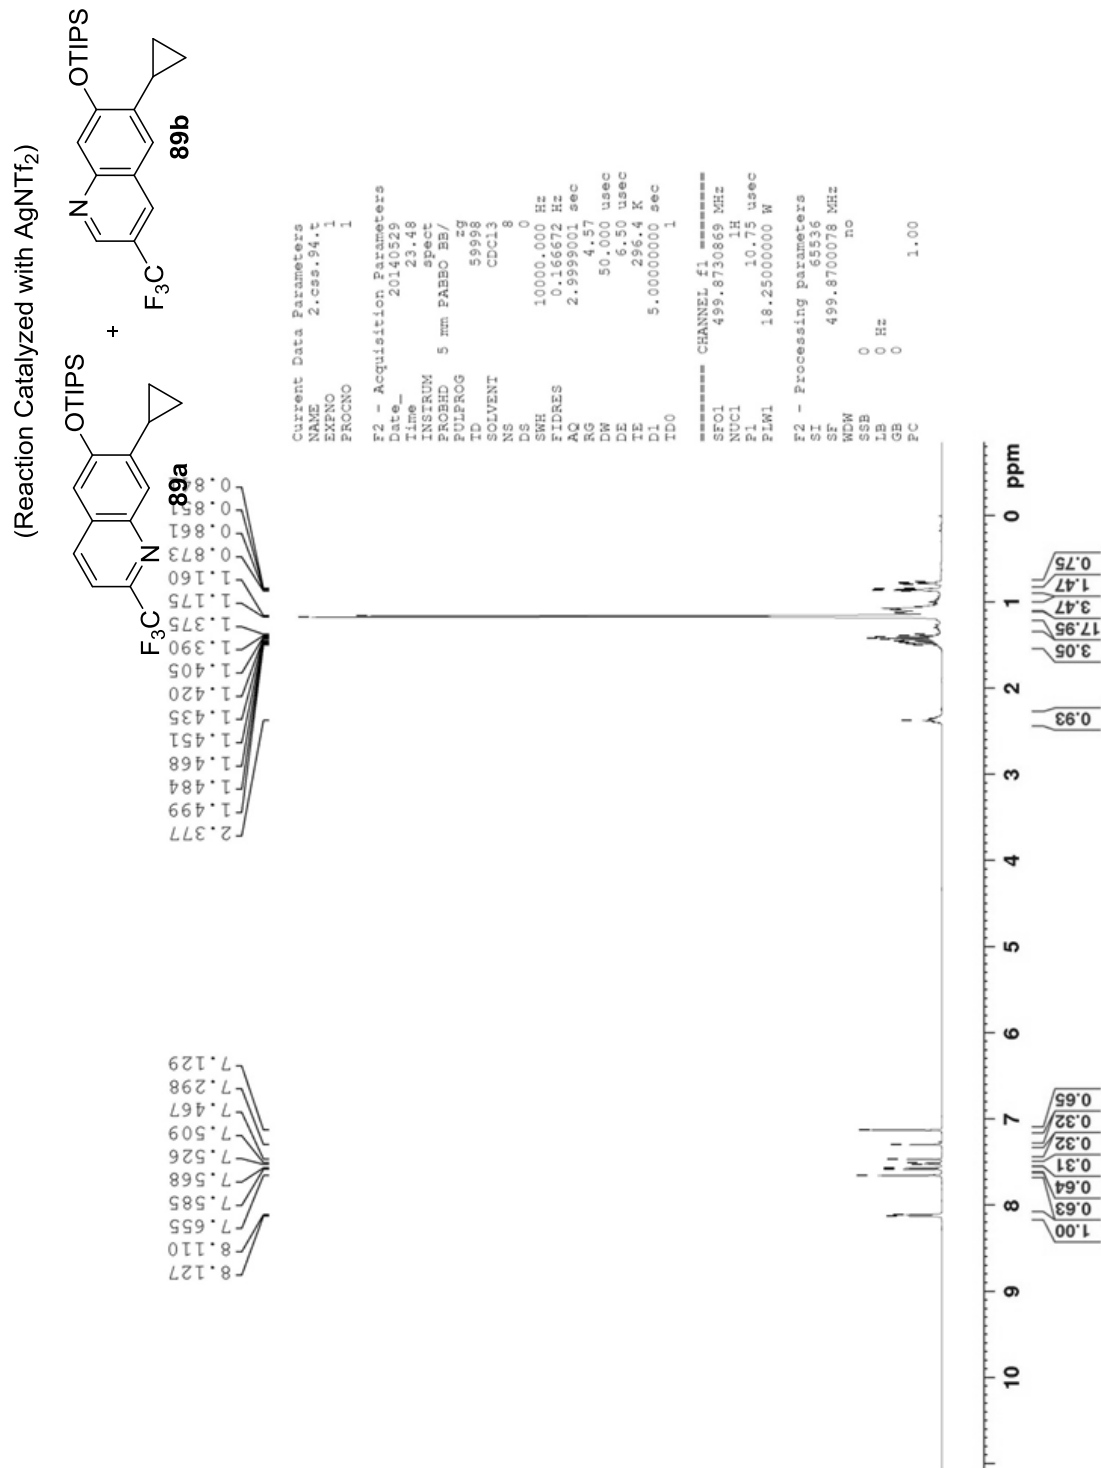 (Reaction Catalyzed with AgNTf2)
OTIPS
F3C
N
89a
+
OTIPS
N
F3C
89b
Current Data Parameters
NAME 2.css.94.t
EXPNO 1
PROCNO 1
F2 - Acquisition Parameters
Date_ 20140529
Time 23.48
INSTRUM spect
PROBHD 5 mm PABBO BB/
PULPROG zg
TD 59998
SOLVENT CDCl3
NS 8
DS 0
SWH 10000.000 Hz
FIDRES 0.166672 Hz
AQ 2.9999001 sec
RG 4.57
DW 50.000 usec
DE 6.50 usec
TE 296.4 K
D1 5.00000000 sec
TD0 1
======== CHANNEL f1 ========
SFO1 499.8730869 MHz
NUC1 1H
P1 10.75 usec
PLW1 18.25000000 W
F2 - Processing parameters
SI 65536
SF 499.8700078 MHz
WDW no
SSB 0
LB 0 Hz
GB 0
PC 1.00
8.127
8.110
7.655
7.585
7.568
7.526
7.509
7.467
7.298
7.129
2.377
1.499
1.484
1.468
1.451
1.435
1.420
1.405
1.390
1.375
1.175
1.160
0.873
0.861
0.851
10 9 8 7 6 5 4 3 2 1 0 ppm
1.00
0.63
0.64
0.31
0.32
0.32
0.65
0.93
3.05
17.95
3.47
1.47
0.75